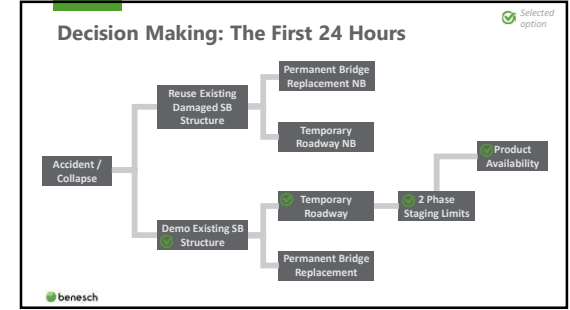 Selected
option
Decision Making: The First 24 Hours
Permanent Bridge
Replacement NB
Reuse Existing
Damaged SB
Structure
Temporary
Roadway NB
Product
Availability
Accident /
Collapse
Temporary
Roadway
2 Phase
Staging Limits
Demo Existing SB
Structure
Permanent Bridge
Replacement
benesch